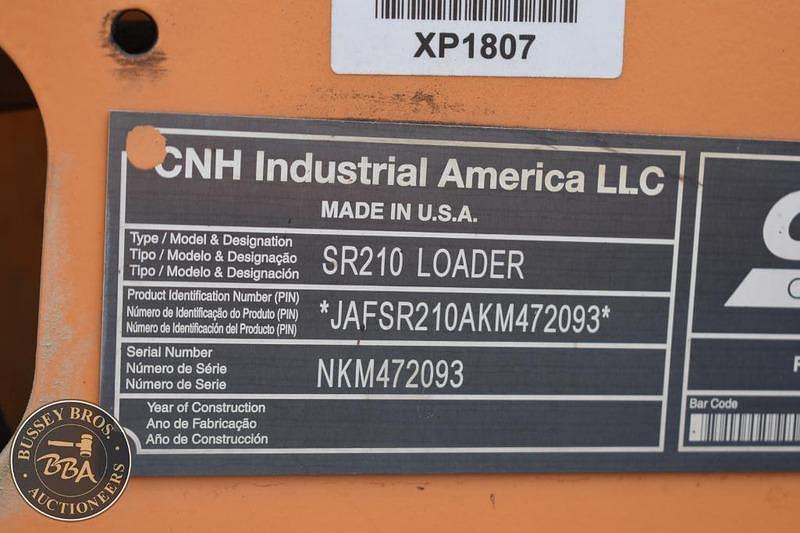 XP1807
CNH Industrial America LLC
MADE IN U.S.A.
Type / Model & Designation
Tipo / Modelo & Designação
Tipo / Modelo & Designación
SR210 LOADER
Product Identification Number (PIN)
Número de Identificação do Produto (PIN)
Número de Identificación del Producto (PIN)
*JAFSR210AKM472093*
Serial Number
Número de Série
Número de Serie
NKM472093
Year of Construction
Ano de Fabricação
Año de Construcción
Bar Code
BUSSEY BROS.
BBA
AUCTIONEERS